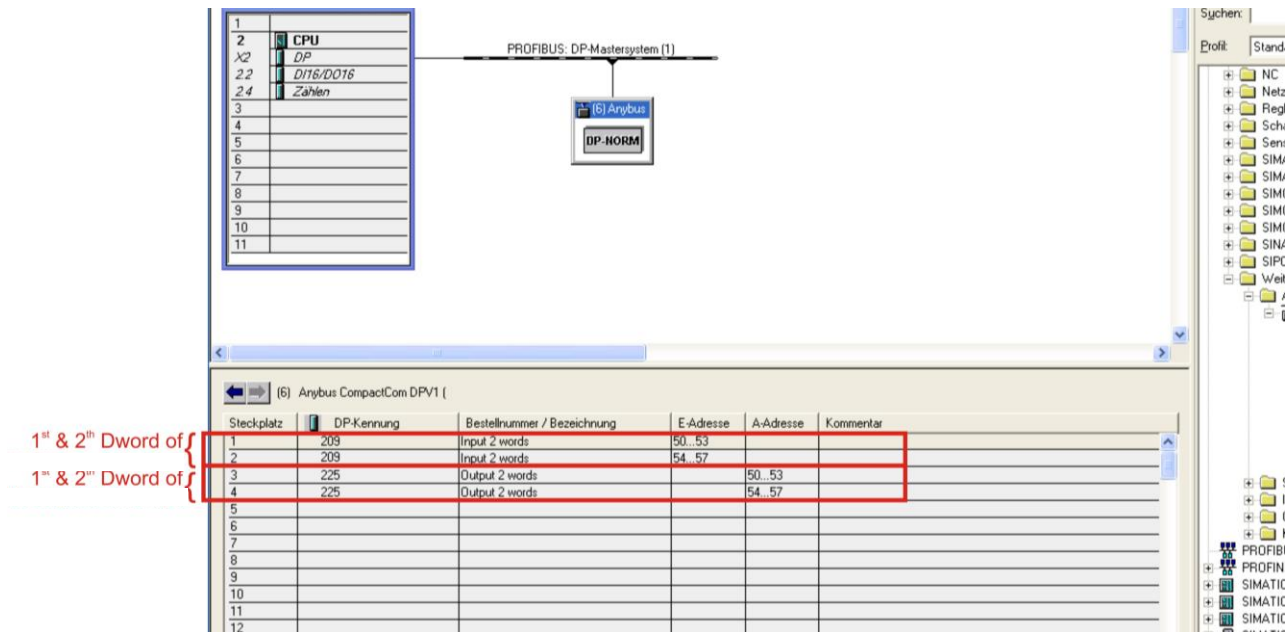 Suchen:
Profil: Stand
1
2 CPU
X2 DP
2.2 DI16/DO16
2.4 Zählen
3
4
5
6
7
8
9
10
11
PROFIBUS: DP-Mastersystem (1)
(6) Anybus
DP-NORM
NC
Netz
Regl
Scha
Sens
SIMA
SIMA
SIMO
SIMO
SIMO
SINA
SIPO
Weit
A
(6) Anybus CompactCom DPV1 (
Steckplatz DP-Kennung Bestellnummer / Bezeichnung E-Adresse A-Adresse Kommentar
1 209 Input 2 words 50...53
2 209 Input 2 words 54...57
3 225 Output 2 words 50...53
4 225 Output 2 words 54...57
5
6
7
8
9
10
11
12
1st & 2th Dword of {
1st & 2th Dword of {
PROFIBU
PROFIN
SIMATIC
SIMATIC
SIMATIC